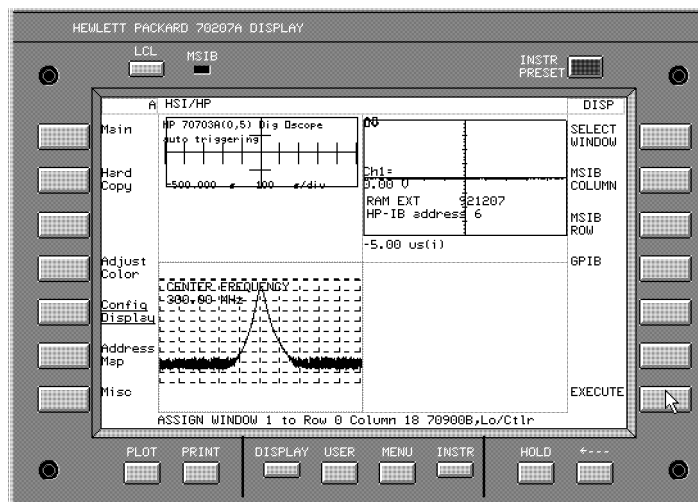 HEWLETT PACKARD 70207A DISPLAY
LCL
MSIB
INSTR
PRESET
A HSI/HP
DISP
Main
Hard
Copy
Adjust
Color
Config
Display
Address
Map
Misc
HP 70703A(0,5) Dig Oscope
auto triggering
-500.000 s 100 s/div
Ch1=
0.00 V
RAM EXT 921207
HP-IB address 6
-5.00 us(i)
CENTER FREQUENCY
300.00 MHz
SELECT
WINDOW
MSIB
COLUMN
MSIB
ROW
GPIB
EXECUTE
ASSIGN WINDOW 1 to Row 0 Column 18 70900B,Lo/Ctlr
PLOT
PRINT
DISPLAY
USER
MENU
INSTR
HOLD
←---